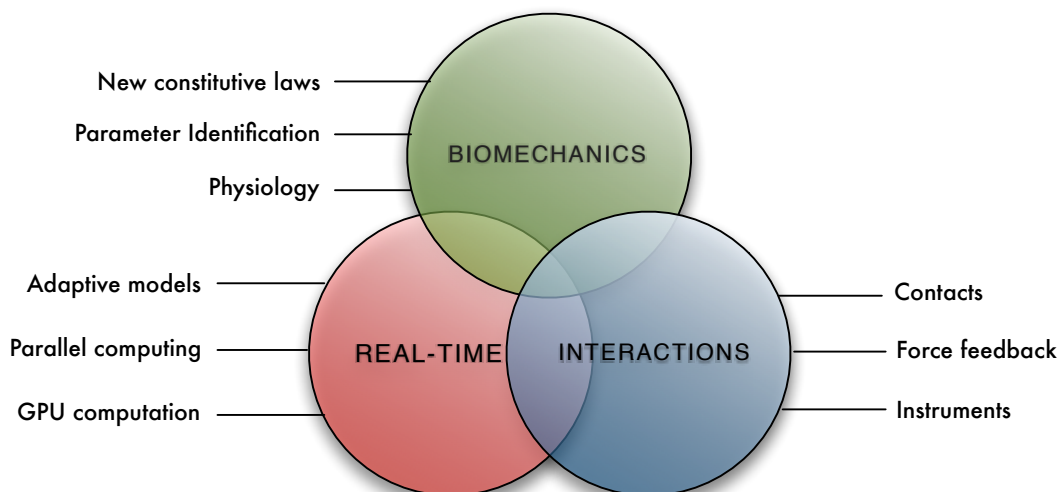 New constitutive laws
Parameter Identification
BIOMECHANICS
Physiology
Adaptive models
Contacts
Parallel computing
REAL-TIME
INTERACTIONS
Force feedback
GPU computation
Instruments